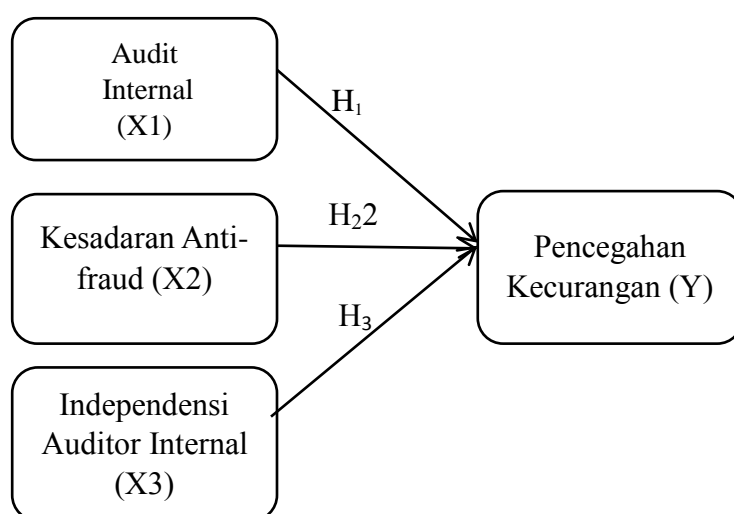 Audit
Internal
(X1)
H₁
Kesadaran Anti-
fraud (X2)
H₂2
Pencegahan
Kecurangan (Y)
H₃
Independensi
Auditor Internal
(X3)